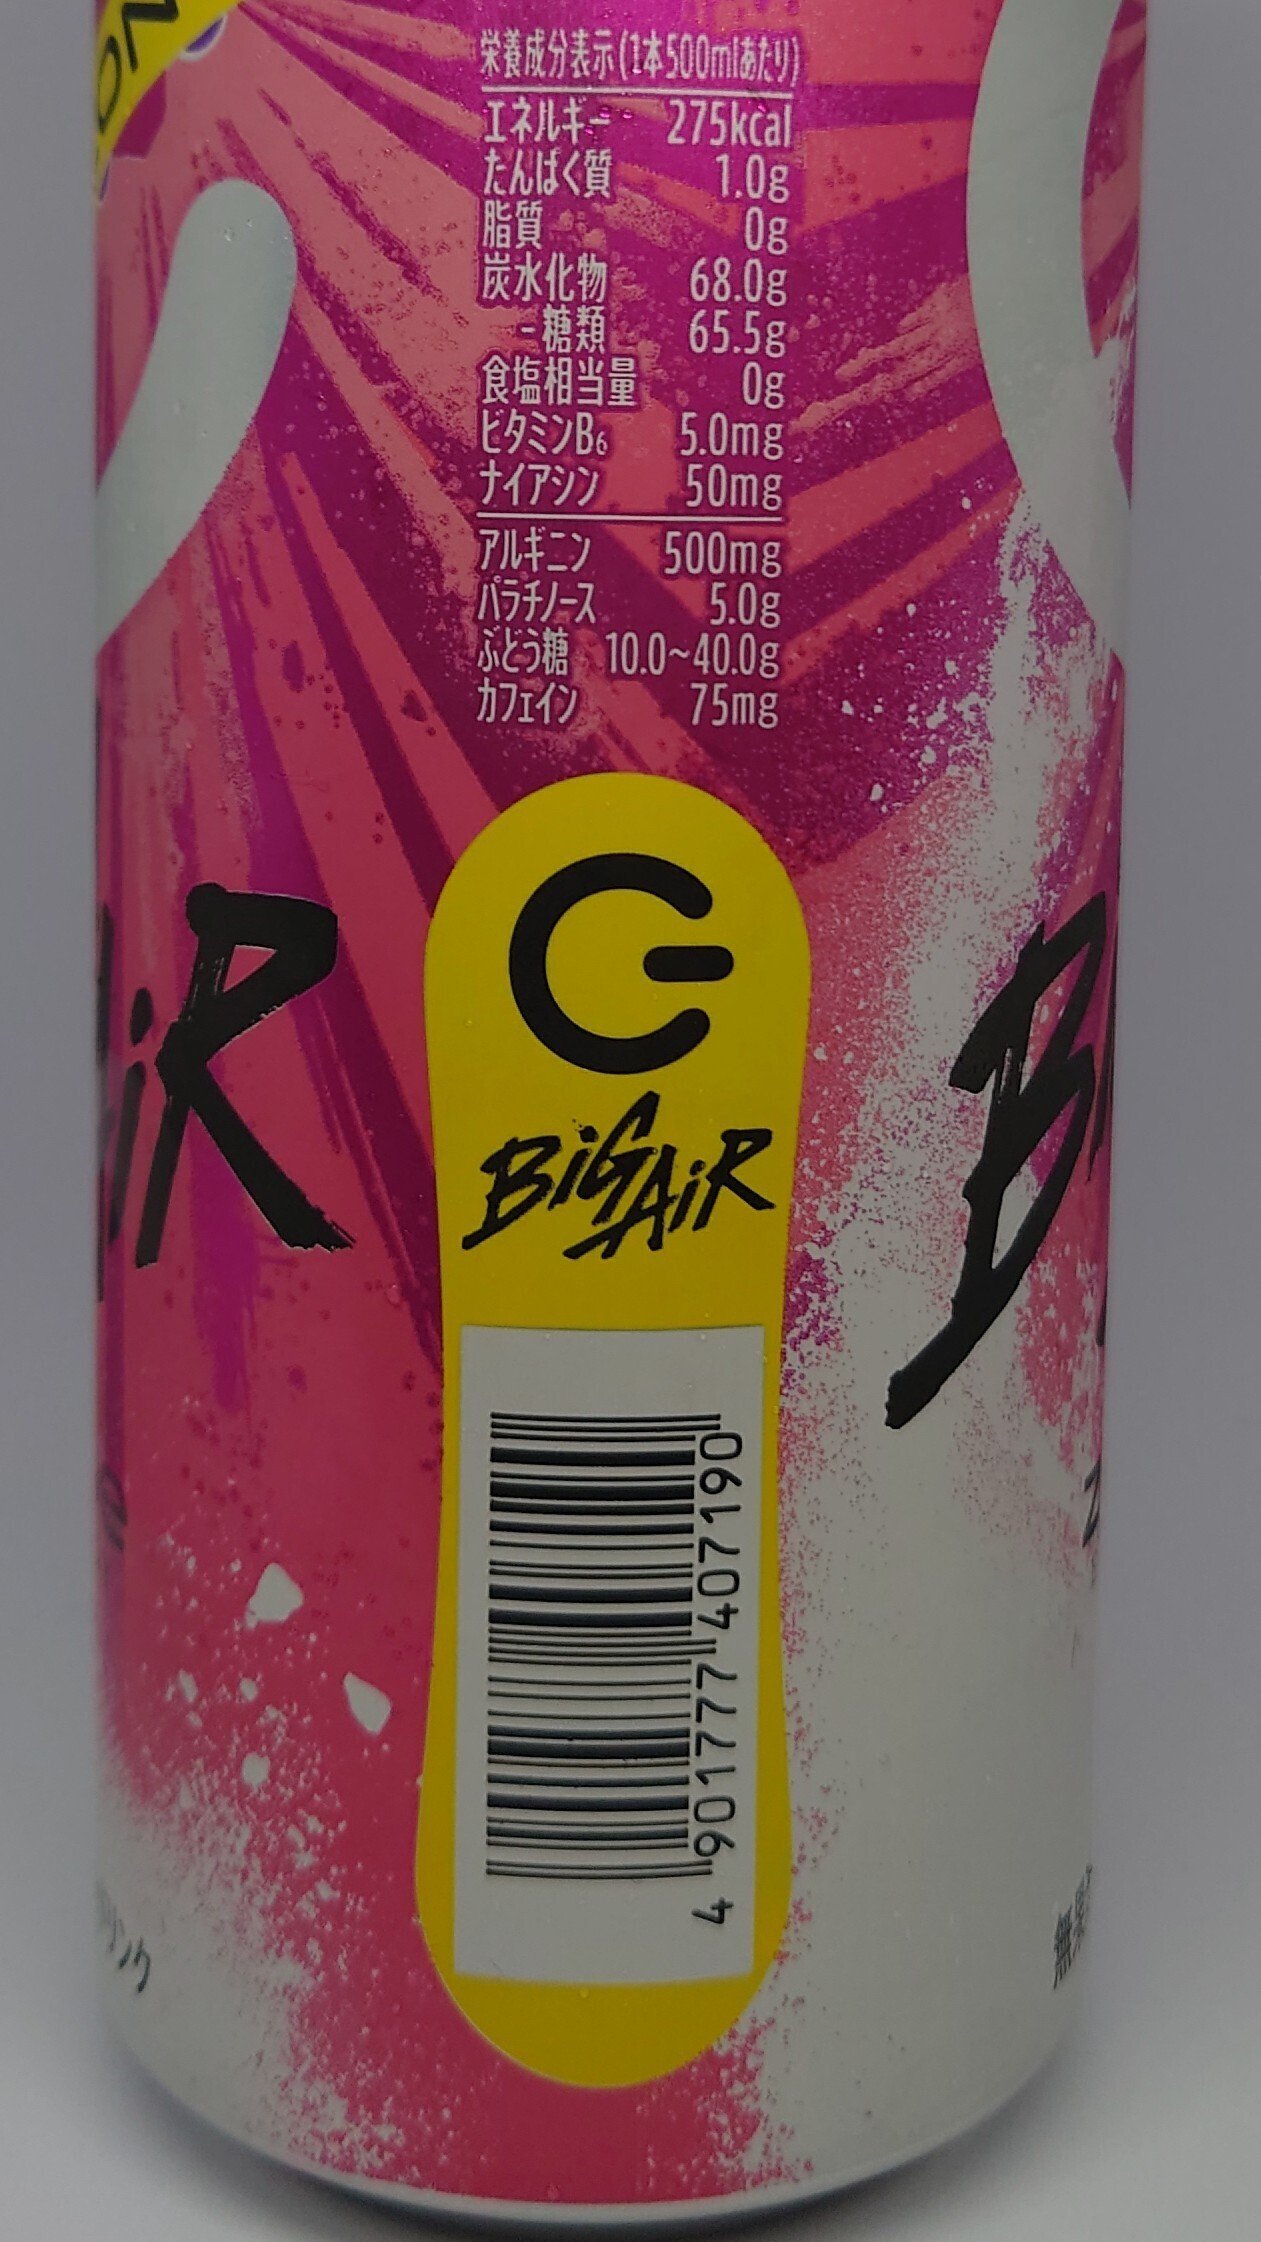 栄養成分表示(1本500mlあたり)
エネルギー 275kcal
たんぱく質 1.0g
脂質 0g
炭水化物 68.0g
-糖類 65.5g
食塩相当量 0g
ビタミンB₆ 5.0mg
ナイアシン 50mg
アルギニン 500mg
パラチノース 5.0g
ぶどう糖 10.0~40.0g
カフェイン 75mg
BiGAiR
4 901777 407190